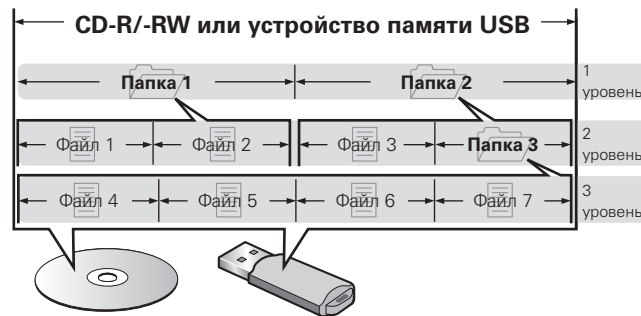 CD-R/-RW или устройство памяти USB
Папка 1 Папка 2 1 уровень
Файл 1 Файл 2 Файл 3 Папка 3 2 уровень
Файл 4 Файл 5 Файл 6 Файл 7 3 уровень